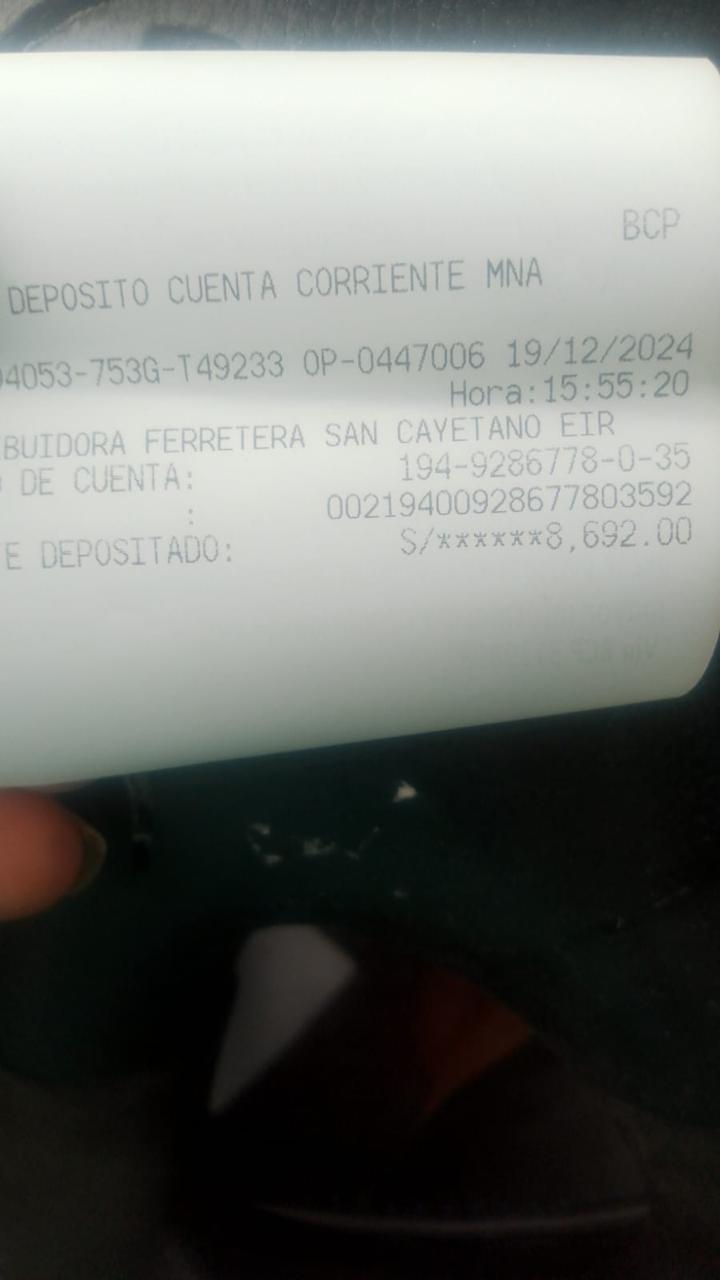 BCP
DEPOSITO CUENTA CORRIENTE MNA
04053-753G-T49233 OP-0447006 19/12/2024
Hora:15:55:20
BUIDORA FERRETERA SAN CAYETANO EIR
DE CUENTA: 194-9286778-0-35
: 00219400928677803592
E DEPOSITADO: S/******8,692.00